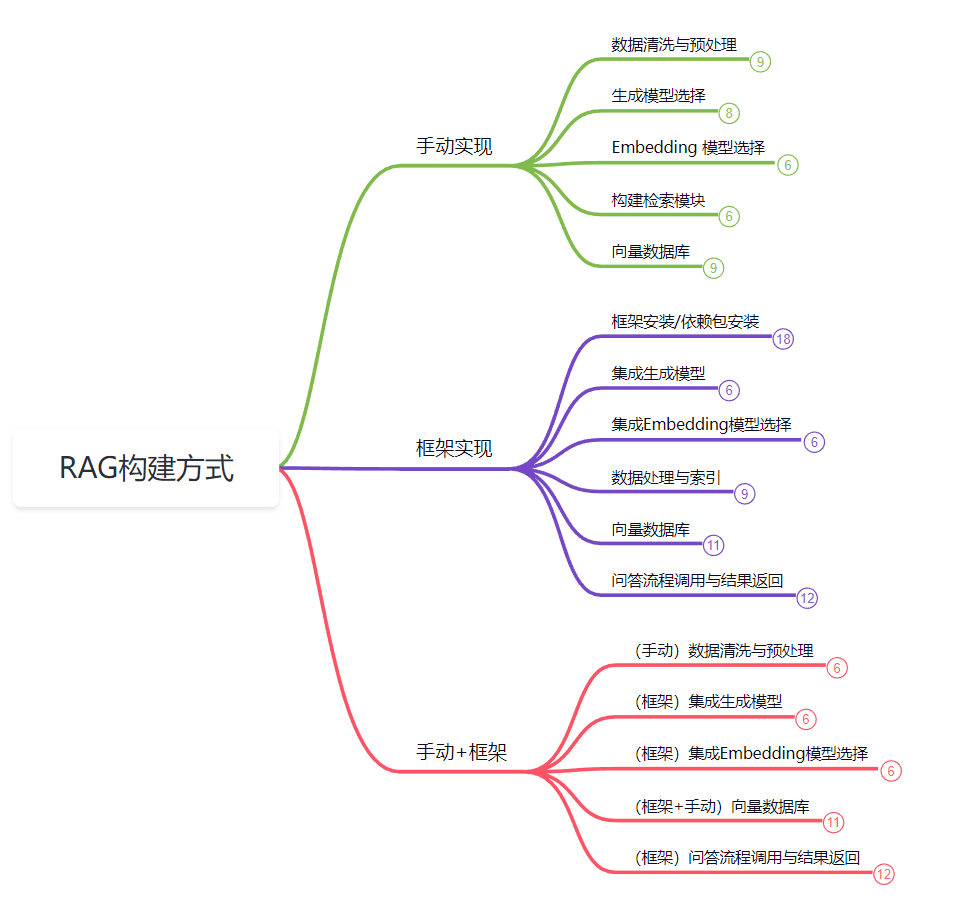 RAG构建方式
手动实现
数据清洗与预处理
9
生成模型选择
8
Embedding 模型选择
6
构建检索模块
6
向量数据库
9
框架实现
框架安装/依赖包安装
18
集成生成模型
6
集成Embedding模型选择
6
数据处理与索引
9
向量数据库
11
问答流程调用与结果返回
12
手动+框架
（手动）数据清洗与预处理
6
（框架）集成生成模型
6
（框架）集成Embedding模型选择
6
（框架+手动）向量数据库
11
（框架）问答流程调用与结果返回
12